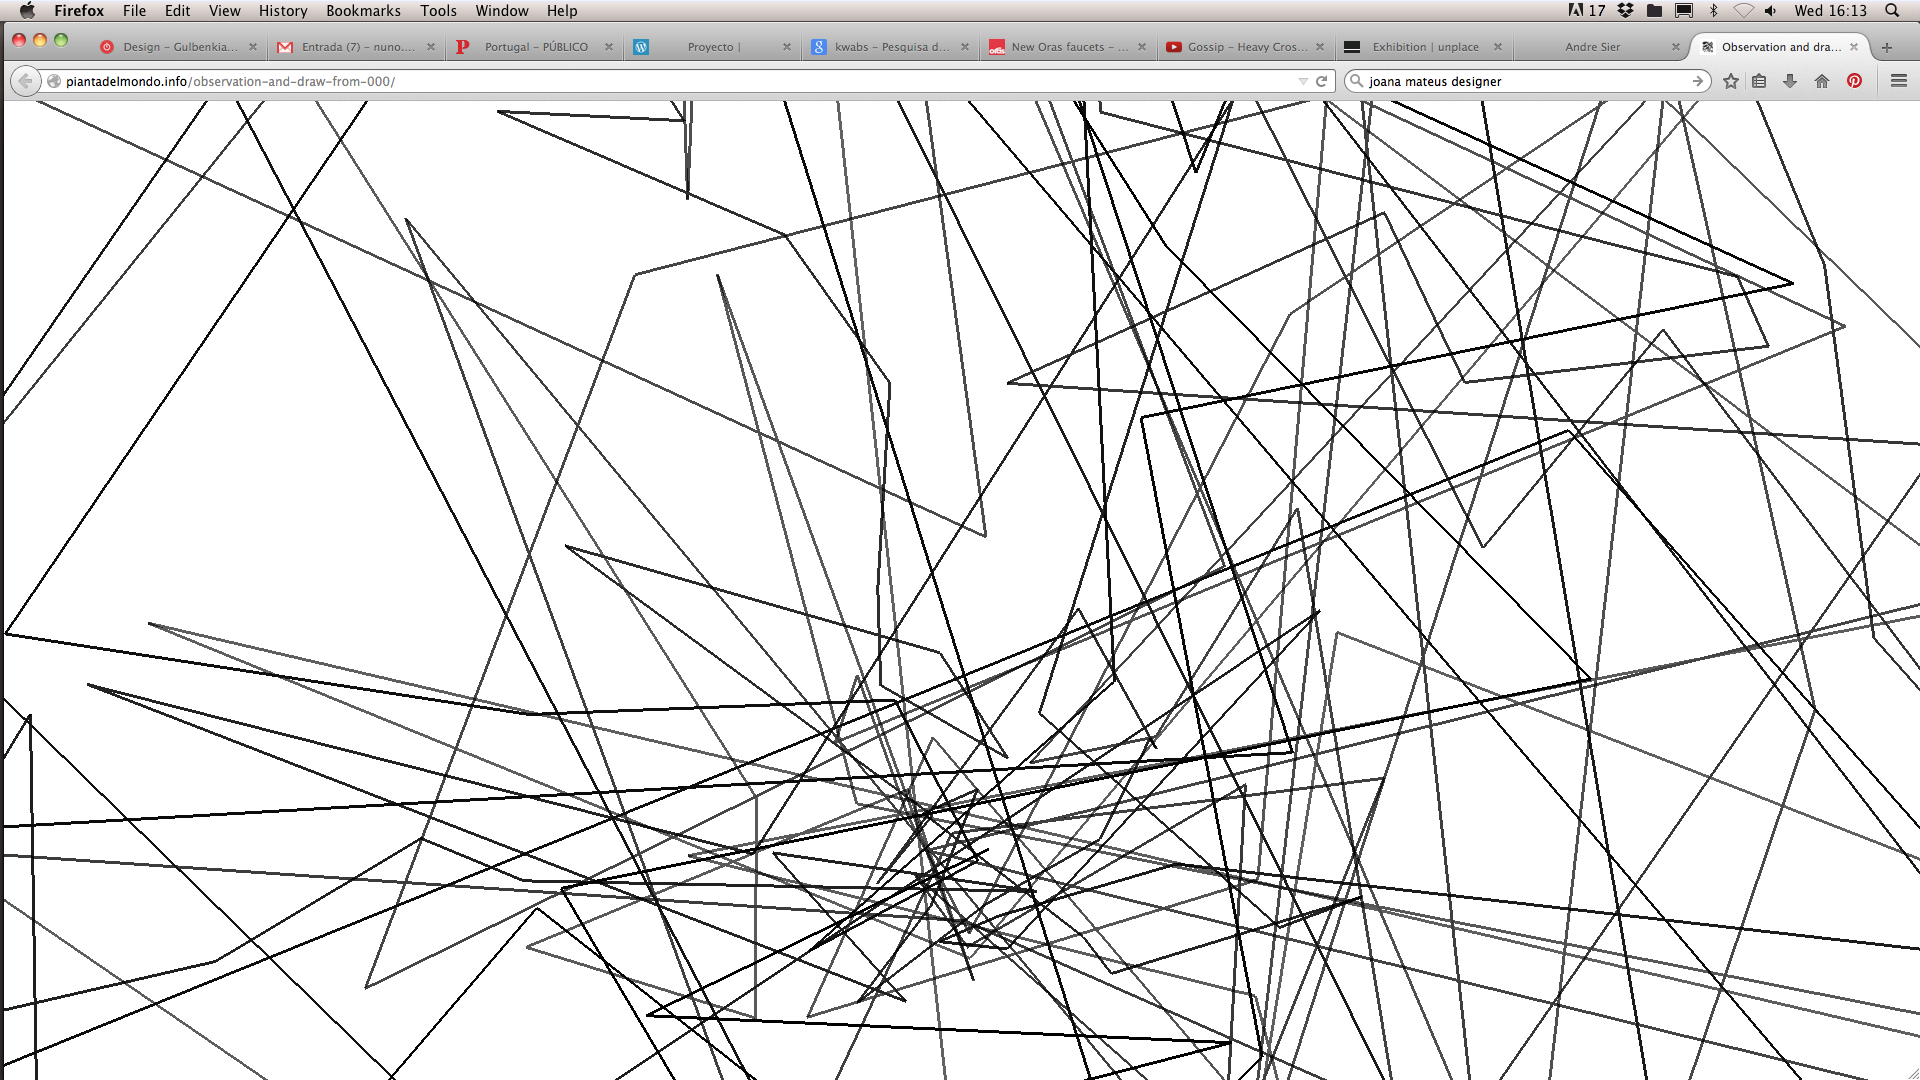 Firefox File Edit View History Bookmarks Tools Window Help 17 Wed 16:13
Design – Gulbenkia... Entrada (7) – nuno.... Portugal – PÚBLICO Proyecto | kwabs – Pesquisa d... New Oras faucets – ... Gossip – Heavy Cros... Exhibition | unplace Andre Sier Observation and dra...
piantadelmondo.info/observation-and-draw-from-000/ joana mateus designer